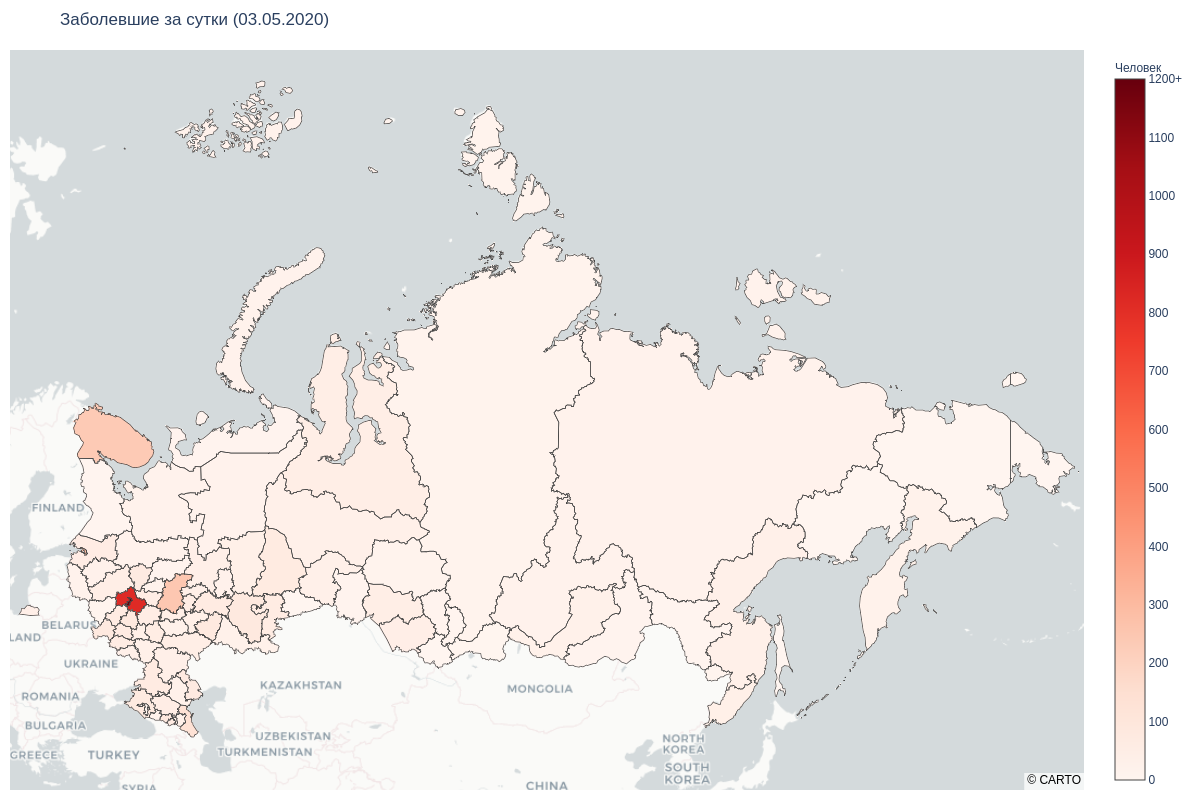 Заболевшие за сутки (03.05.2020)
Человек
1200+
1100
1000
900
800
700
600
500
400
300
200
100
0
FINLAND
BELARUS
LAND
UKRAINE
ROMANIA
BULGARIA
GREECE
TURKEY
SYRIA
KAZAKHSTAN
UZBEKISTAN
TURKMENISTAN
MONGOLIA
CHINA
NORTH
KOREA
SOUTH
KOREA
© CARTO